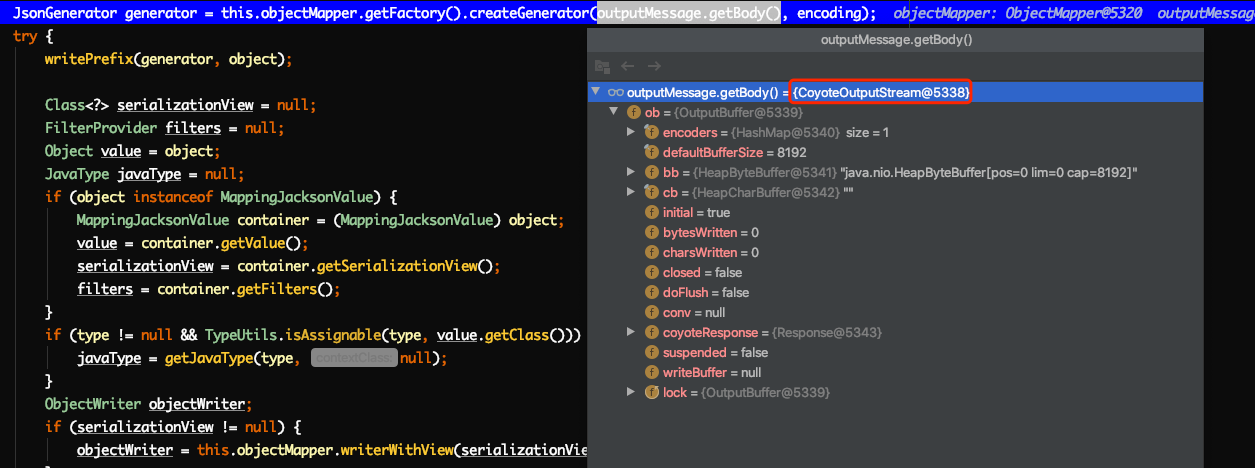 JsonGenerator generator = this.objectMapper.getFactory().createGenerator(outputMessage.getBody(), encoding);   objectMapper: ObjectMapper@5320   outputMessage
try {
    writePrefix(generator, object);
    Class<?> serializationView = null;
    FilterProvider filters = null;
    Object value = object;
    JavaType javaType = null;
    if (object instanceof MappingJacksonValue) {
        MappingJacksonValue container = (MappingJacksonValue) object;
        value = container.getValue();
        serializationView = container.getSerializationView();
        filters = container.getFilters();
    }
    if (type != null && TypeUtils.isAssignable(type, value.getClass()))
        javaType = getJavaType(type, contextClass: null);
    }
    ObjectWriter objectWriter;
    if (serializationView != null) {
        objectWriter = this.objectMapper.writerWithView(serializationVie
outputMessage.getBody()
outputMessage.getBody() = {CoyoteOutputStream@5338}
ob = {OutputBuffer@5339}
encoders = {HashMap@5340} size = 1
defaultBufferSize = 8192
bb = {HeapByteBuffer@5341} "java.nio.HeapByteBuffer[pos=0 lim=0 cap=8192]"
cb = {HeapCharBuffer@5342} ""
initial = true
bytesWritten = 0
charsWritten = 0
closed = false
doFlush = false
conv = null
coyoteResponse = {Response@5343}
suspended = false
writeBuffer = null
lock = {OutputBuffer@5339}